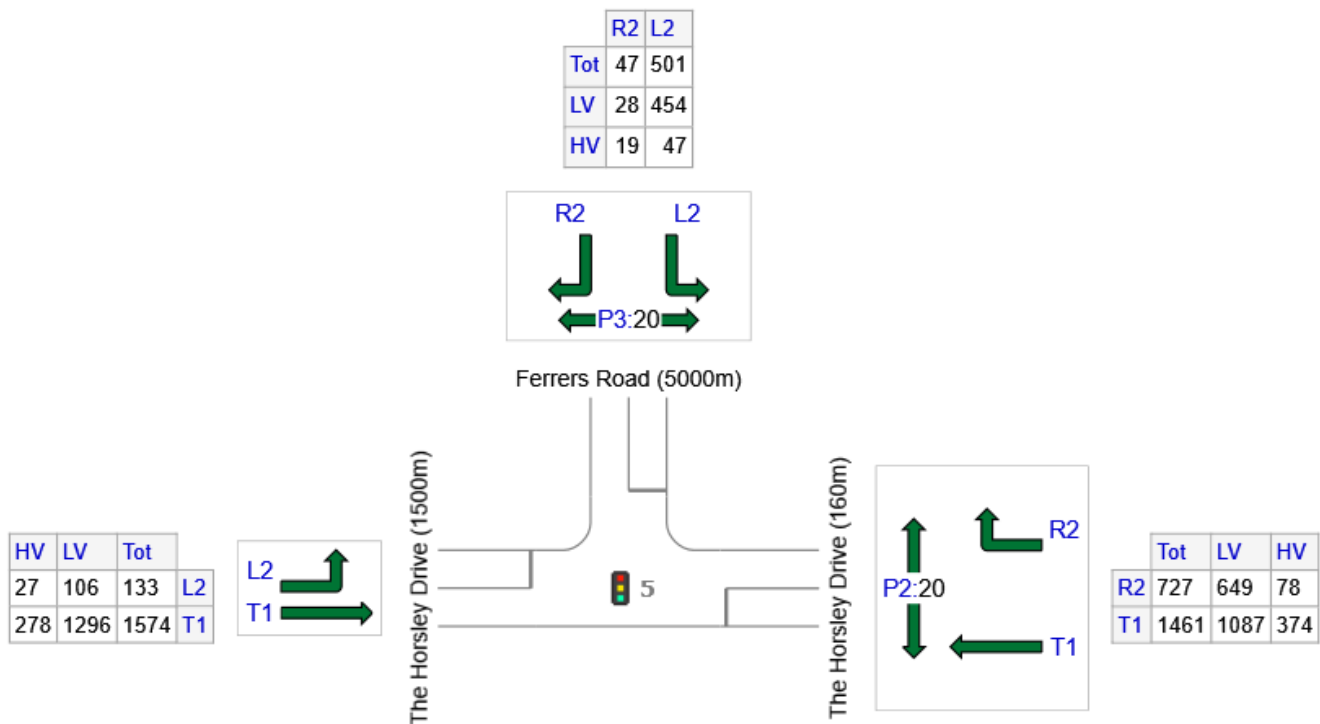 R2 L2
Tot 47 501
LV 28 454
HV 19 47
R2 L2
P3:20
Ferrers Road (5000m)
The Horsley Drive (1500m)
The Horsley Drive (160m)
HV LV Tot
27 106 133 L2
278 1296 1574 T1
L2
T1
5
R2
P2:20
T1
Tot LV HV
R2 727 649 78
T1 1461 1087 374